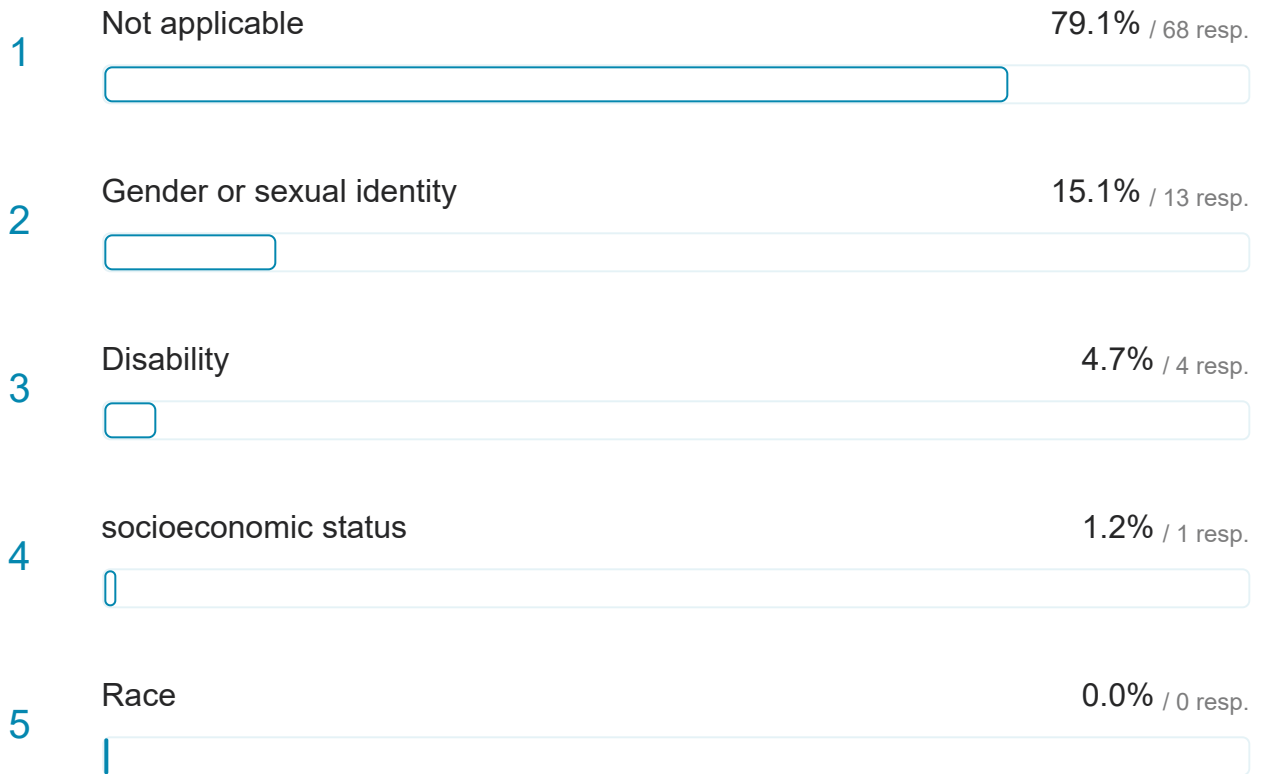 1 Not applicable 79.1% / 68 resp.
2 Gender or sexual identity 15.1% / 13 resp.
3 Disability 4.7% / 4 resp.
4 socioeconomic status 1.2% / 1 resp.
5 Race 0.0% / 0 resp.